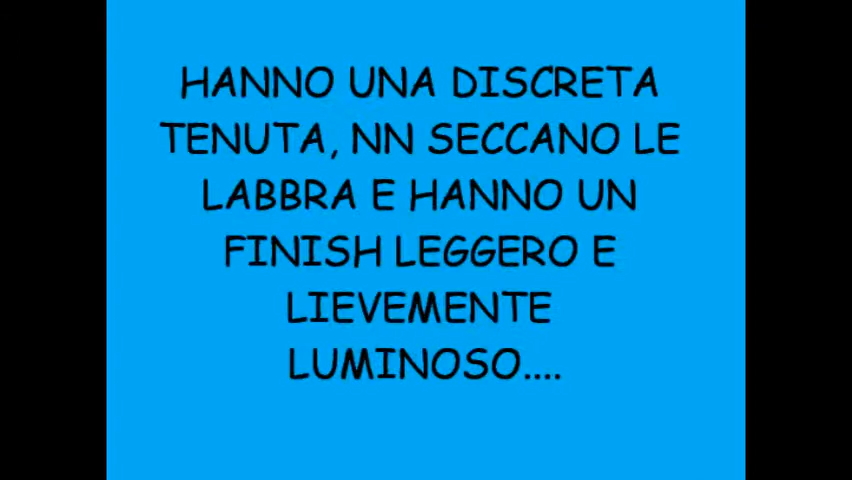 HANNO UNA DISCRETA
TENUTA, NN SECCANO LE
LABBRA E HANNO UN
FINISH LEGGERO E
LIEVEMENTE
LUMINOSO....